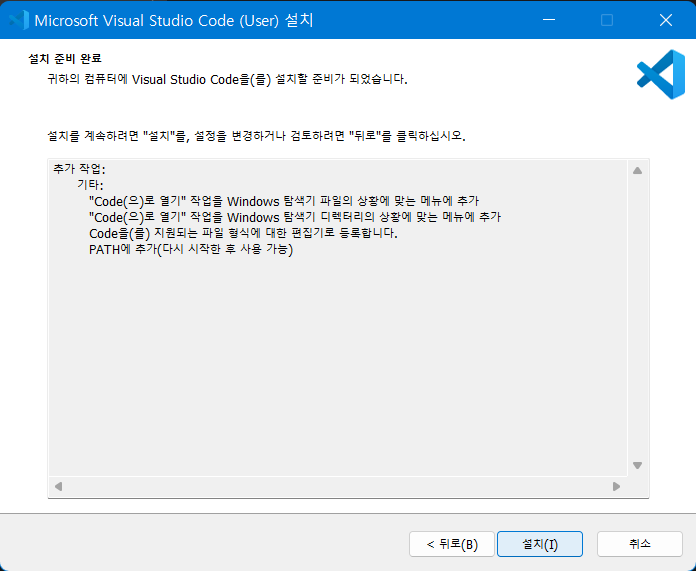 Microsoft Visual Studio Code (User) 설치
설치 준비 완료
귀하의 컴퓨터에 Visual Studio Code을(를) 설치할 준비가 되었습니다.
설치를 계속하려면 "설치"를, 설정을 변경하거나 검토하려면 "뒤로"를 클릭하십시오.
추가 작업:
기타:
"Code(으)로 열기" 작업을 Windows 탐색기 파일의 상황에 맞는 메뉴에 추가
"Code(으)로 열기" 작업을 Windows 탐색기 디렉터리의 상황에 맞는 메뉴에 추가
Code을(를) 지원되는 파일 형식에 대한 편집기로 등록합니다.
PATH에 추가(다시 시작한 후 사용 가능)
< 뒤로(B) 설치(I) 취소